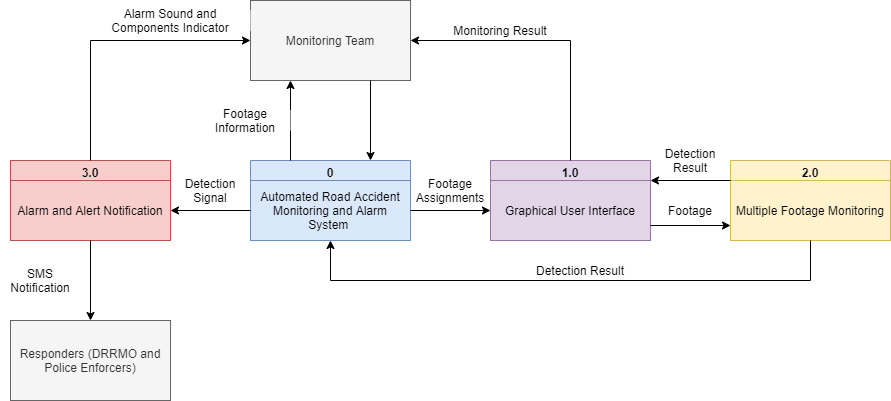 Alarm Sound and
Components Indicator
Monitoring Team
Monitoring Result
Footage
Information
3.0
Alarm and Alert Notification
Detection
Signal
0
Automated Road Accident
Monitoring and Alarm
System
Footage
Assignments
1.0
Graphical User Interface
Detection
Result
Footage
2.0
Multiple Footage Monitoring
SMS
Notification
Detection Result
Responders (DRRMO and
Police Enforcers)